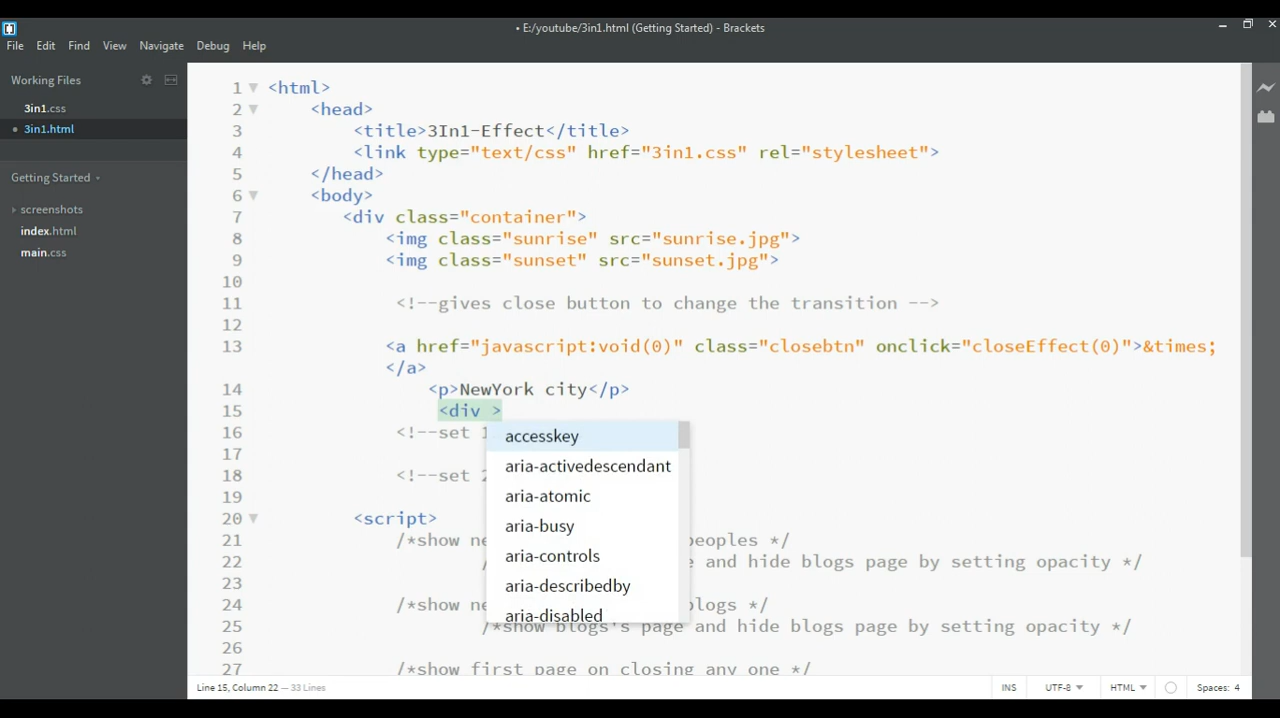 • E:/youtube/3in1.html (Getting Started) - Brackets
File Edit Find View Navigate Debug Help
Working Files
3in1.css
• 3in1.html
Getting Started
screenshots
index.html
main.css
1 <html>
2 <head>
3 <title>3In1-Effect</title>
4 <link type="text/css" href="3in1.css" rel="stylesheet">
5 </head>
6 <body>
7 <div class="container">
8 <img class="sunrise" src="sunrise.jpg">
9 <img class="sunset" src="sunset.jpg">
10
11 <!--gives close button to change the transition -->
12
13 <a href="javascript:void(0)" class="closebtn" onclick="closeEffect(0)">&times;
</a>
14 <p>NewYork city</p>
15 <div >
16 <!--set 1
17
18 <!--set 2
19
20 <script>
21 /*show ne peoples */
22 / e and hide blogs page by setting opacity */
23
24 /*show ne blogs */
25 /*show blogs's page and hide blogs page by setting opacity */
26
27 /*show first page on closing any one */
accesskey
aria-activedescendant
aria-atomic
aria-busy
aria-controls
aria-describedby
aria-disabled
Line 15, Column 22 — 33 Lines
INS UTF-8 HTML Spaces: 4